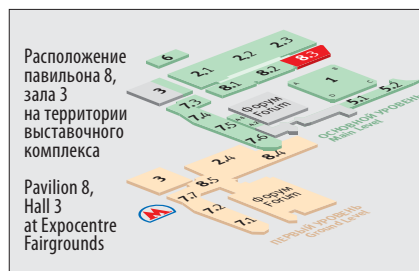 Расположение
павильона 8,
зала 3
на территории
выставочного
комплекса
Pavilion 8,
Hall 3
at Expocentre
Fairgrounds
6
2.1
2.2
2.3
8.1
8.2
8.3
3
7.3
7.4
7.5
7.6
Форум
Forum
1
5.1
5.2
ОСНОВНОЙ УРОВЕНЬ
Main Level
3
2.4
8.4
8.5
7.7
7.2
7.1
Форум
Forum
ПЕРВЫЙ УРОВЕНЬ
Ground Level
М